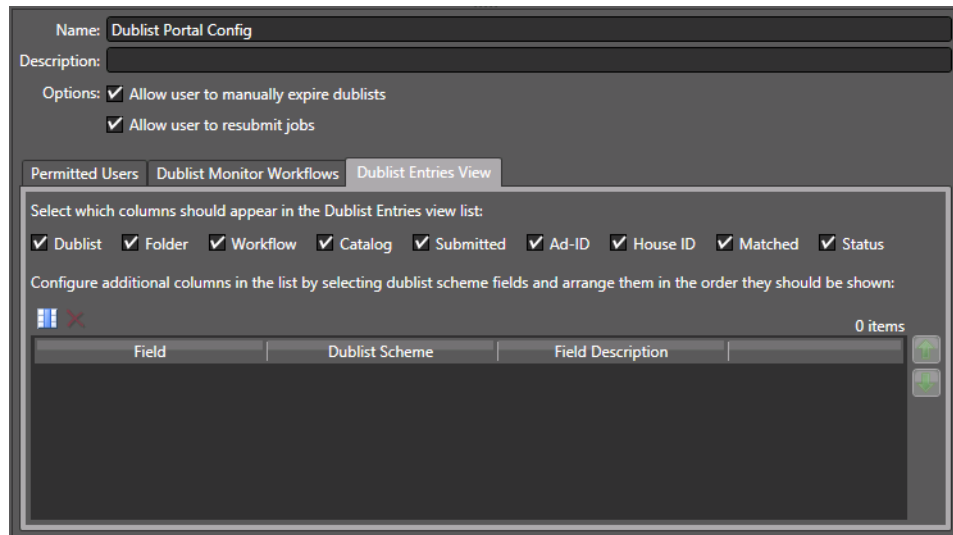 Name: Dublist Portal Config
Description:
Options: Allow user to manually expire dublists
Allow user to resubmit jobs
Permitted Users Dublist Monitor Workflows Dublist Entries View
Select which columns should appear in the Dublist Entries view list:
Dublist Folder Workflow Catalog Submitted Ad-ID House ID Matched Status
Configure additional columns in the list by selecting dublist scheme fields and arrange them in the order they should be shown:
0 items
Field Dublist Scheme Field Description